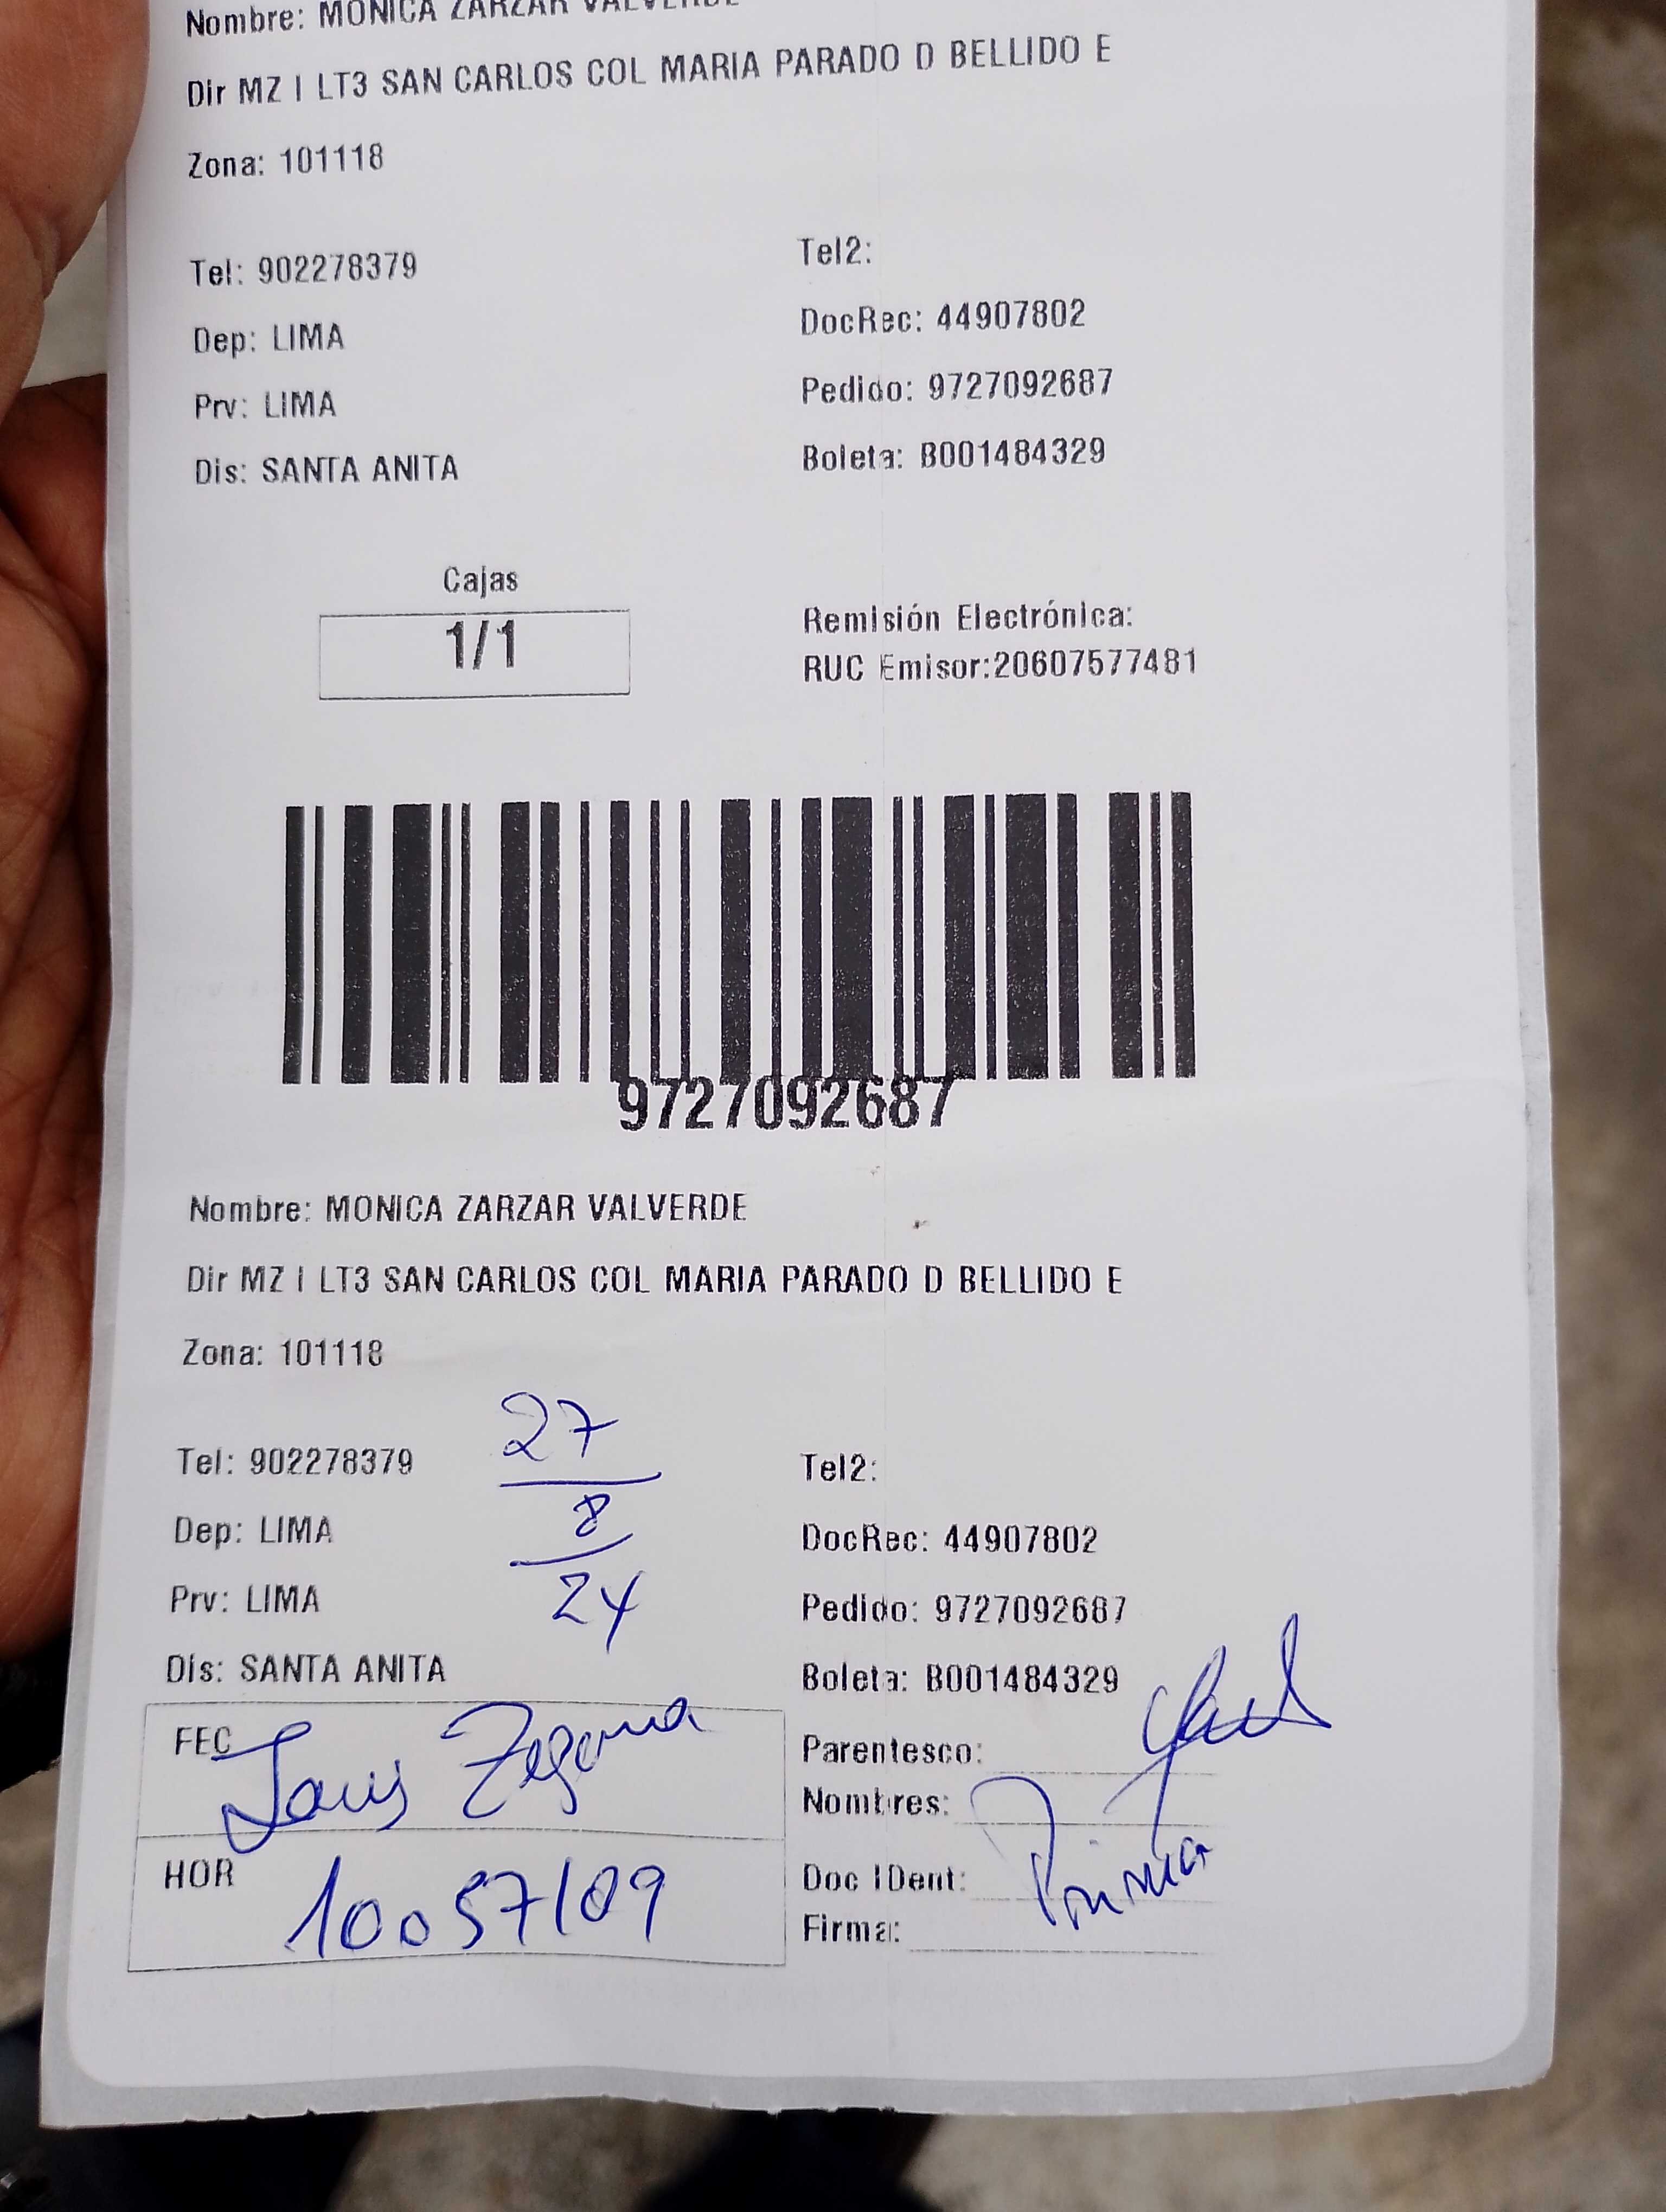 Nombre: MONICA ZARZAR VALVERDE
Dir MZ I LT3 SAN CARLOS COL MARIA PARADO D BELLIDO E
Zona: 101118
Tel: 902278379
Tel2:
Dep: LIMA
DocRec: 44907802
Prv: LIMA
Pedido: 9727092687
Dis: SANTA ANITA
Boleta: B001484329
Cajas
1/1
Remisión Electrónica:
RUC Emisor:20607577481
9727092687
Nombre: MONICA ZARZAR VALVERDE
Dir MZ I LT3 SAN CARLOS COL MARIA PARADO D BELLIDO E
Zona: 101118
27
Tel: 902278379
Tel2:
8
Dep: LIMA
DocRec: 44907802
24
Prv: LIMA
Pedido: 9727092687
Dis: SANTA ANITA
Boleta: B001484329
FEC
Parentesco:
Nombres:
HOR
Doc IDent:
Firma: